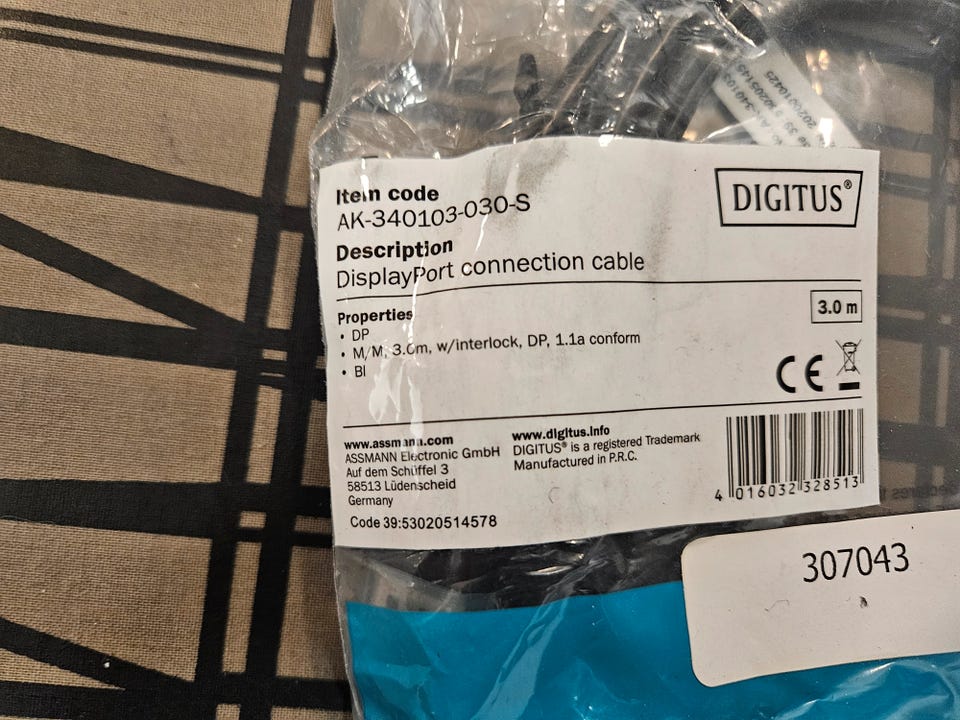 Item code
AK-340103-030-S
DIGITUS®
Description
DisplayPort connection cable
Properties
3.0 m
• DP
• M/M, 3.0m, w/interlock, DP, 1.1a conform
• BI
CE
www.assmann.com
ASSMANN Electronic GmbH
Auf dem Schüffel 3
58513 Lüdenscheid
Germany
Code 39:53020514578
www.digitus.info
DIGITUS® is a registered Trademark
Manufactured in P.R.C.
4 016032 328513
307043